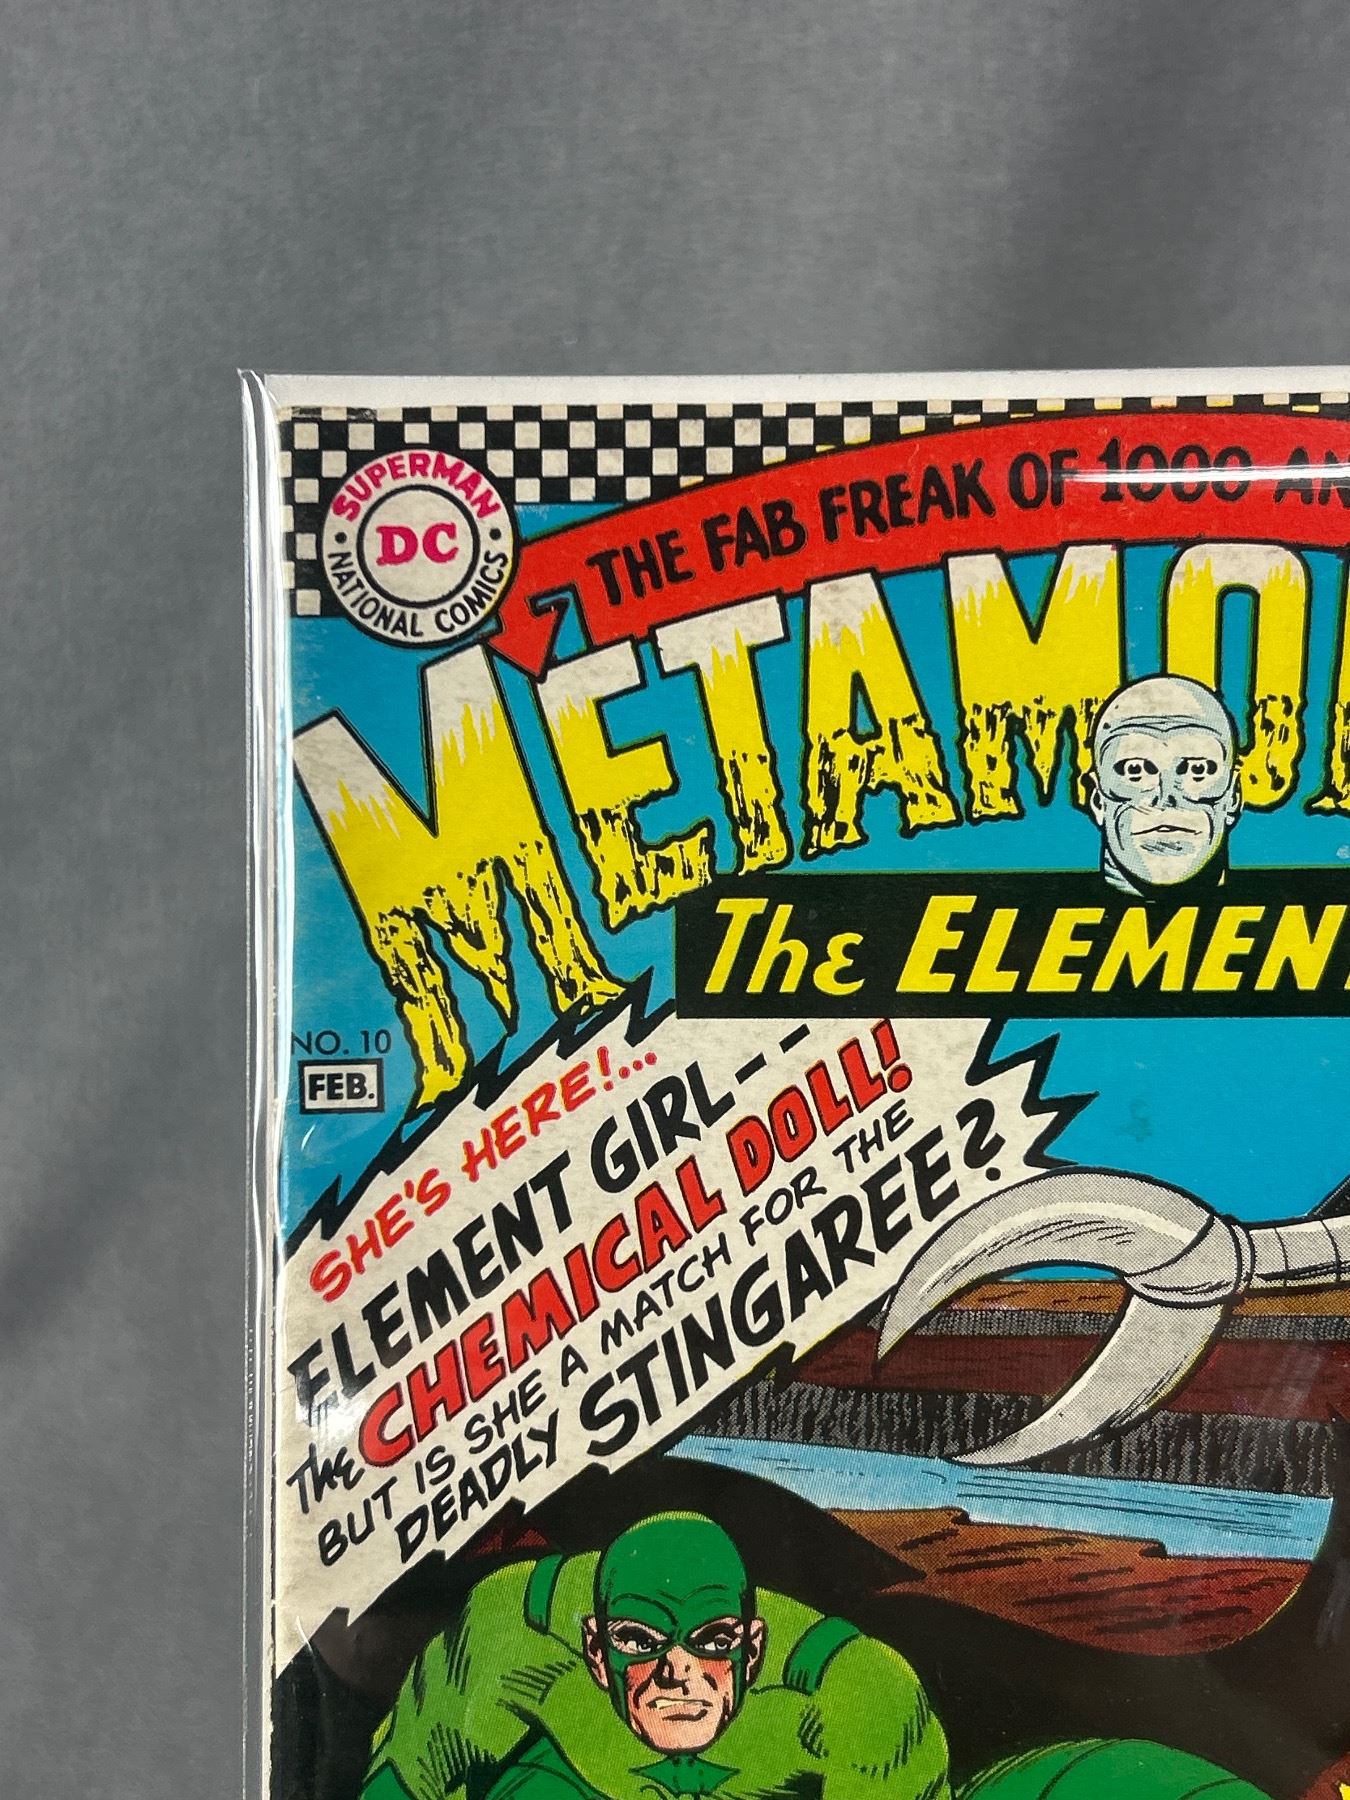 SUPERMAN
DC
NATIONAL COMICS
THE FAB FREAK OF 1000 AN
METAMO
The ELEMEN
NO. 10
FEB.
SHE'S HERE!...
ELEMENT GIRL--
The CHEMICAL DOLL!
BUT IS SHE A MATCH FOR THE
DEADLY STINGAREE?